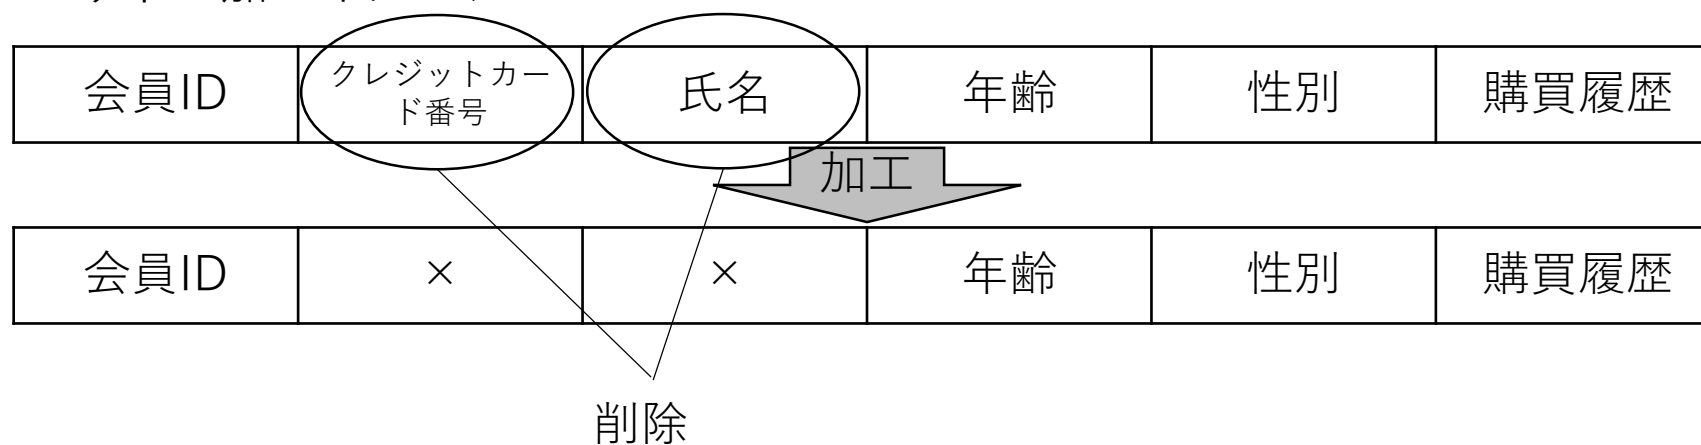 会員ID
クレジットカー
ド番号
氏名
年齢
性別
購買履歴
加工
会員ID
×
×
年齢
性別
購買履歴
削除